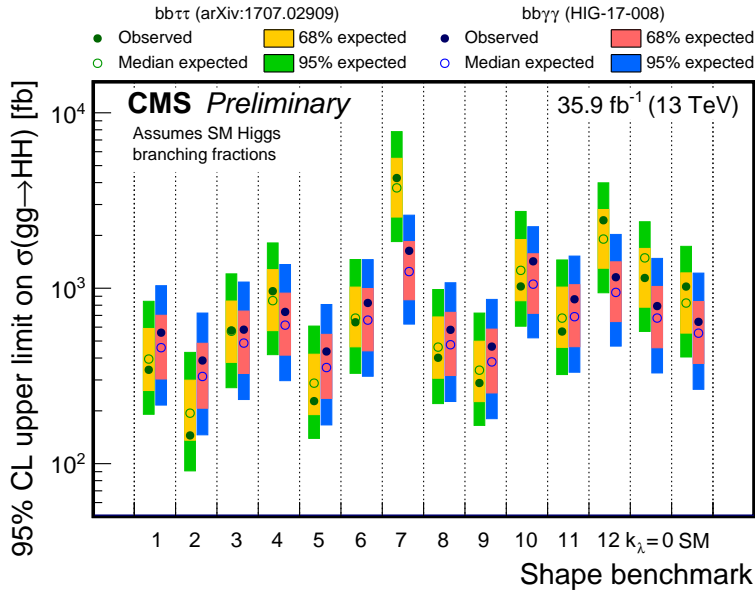 bbττ (arXiv:1707.02909) bbγγ (HIG-17-008)
Observed 68% expected Observed 68% expected
Median expected 95% expected Median expected 95% expected
CMS Preliminary 35.9 fb⁻¹ (13 TeV)
Assumes SM Higgs
branching fractions
95% CL upper limit on σ(gg→HH) [fb]
10⁴
10³
10²
1 2 3 4 5 6 7 8 9 10 11 12 kλ=0 SM
Shape benchmark